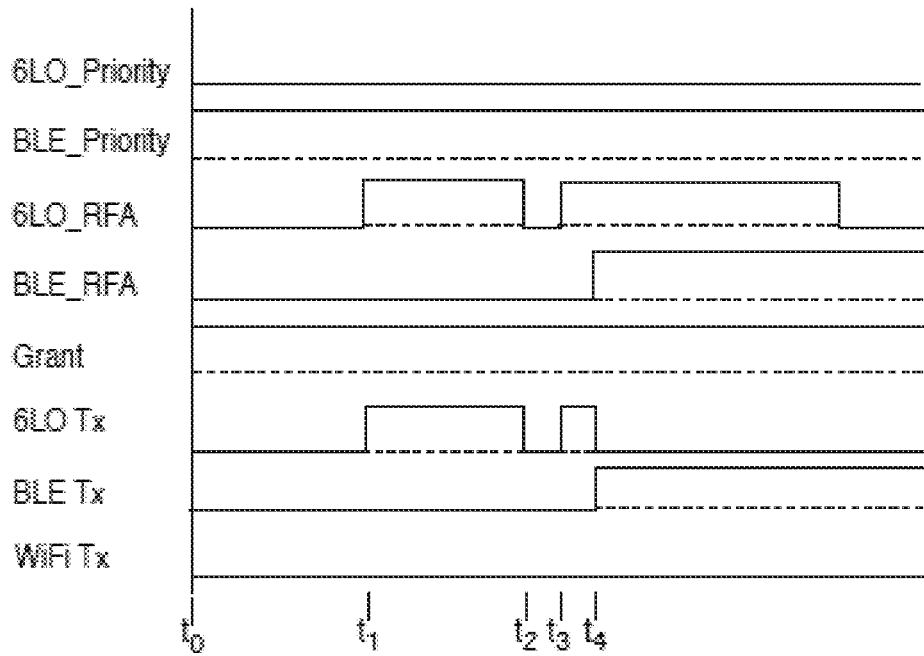 6LO_Priority
BLE_Priority
6LO_RFA
BLE_RFA
Grant
6LO Tx
BLE Tx
WiFi Tx
t0 t1 t2 t3 t4